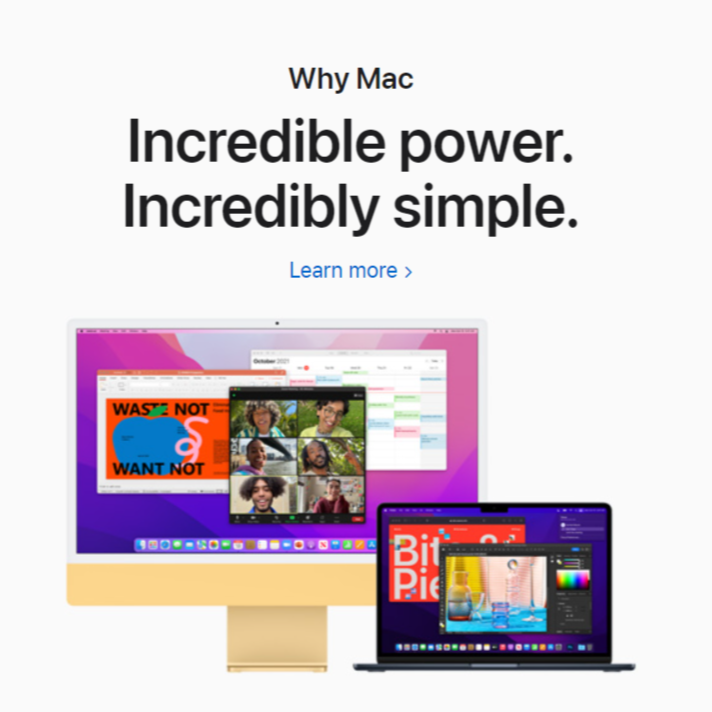 Why Mac
Incredible power.
Incredibly simple.
Learn more >
October 2021
WASTE NOT
WANT NOT
Bit &
Pie